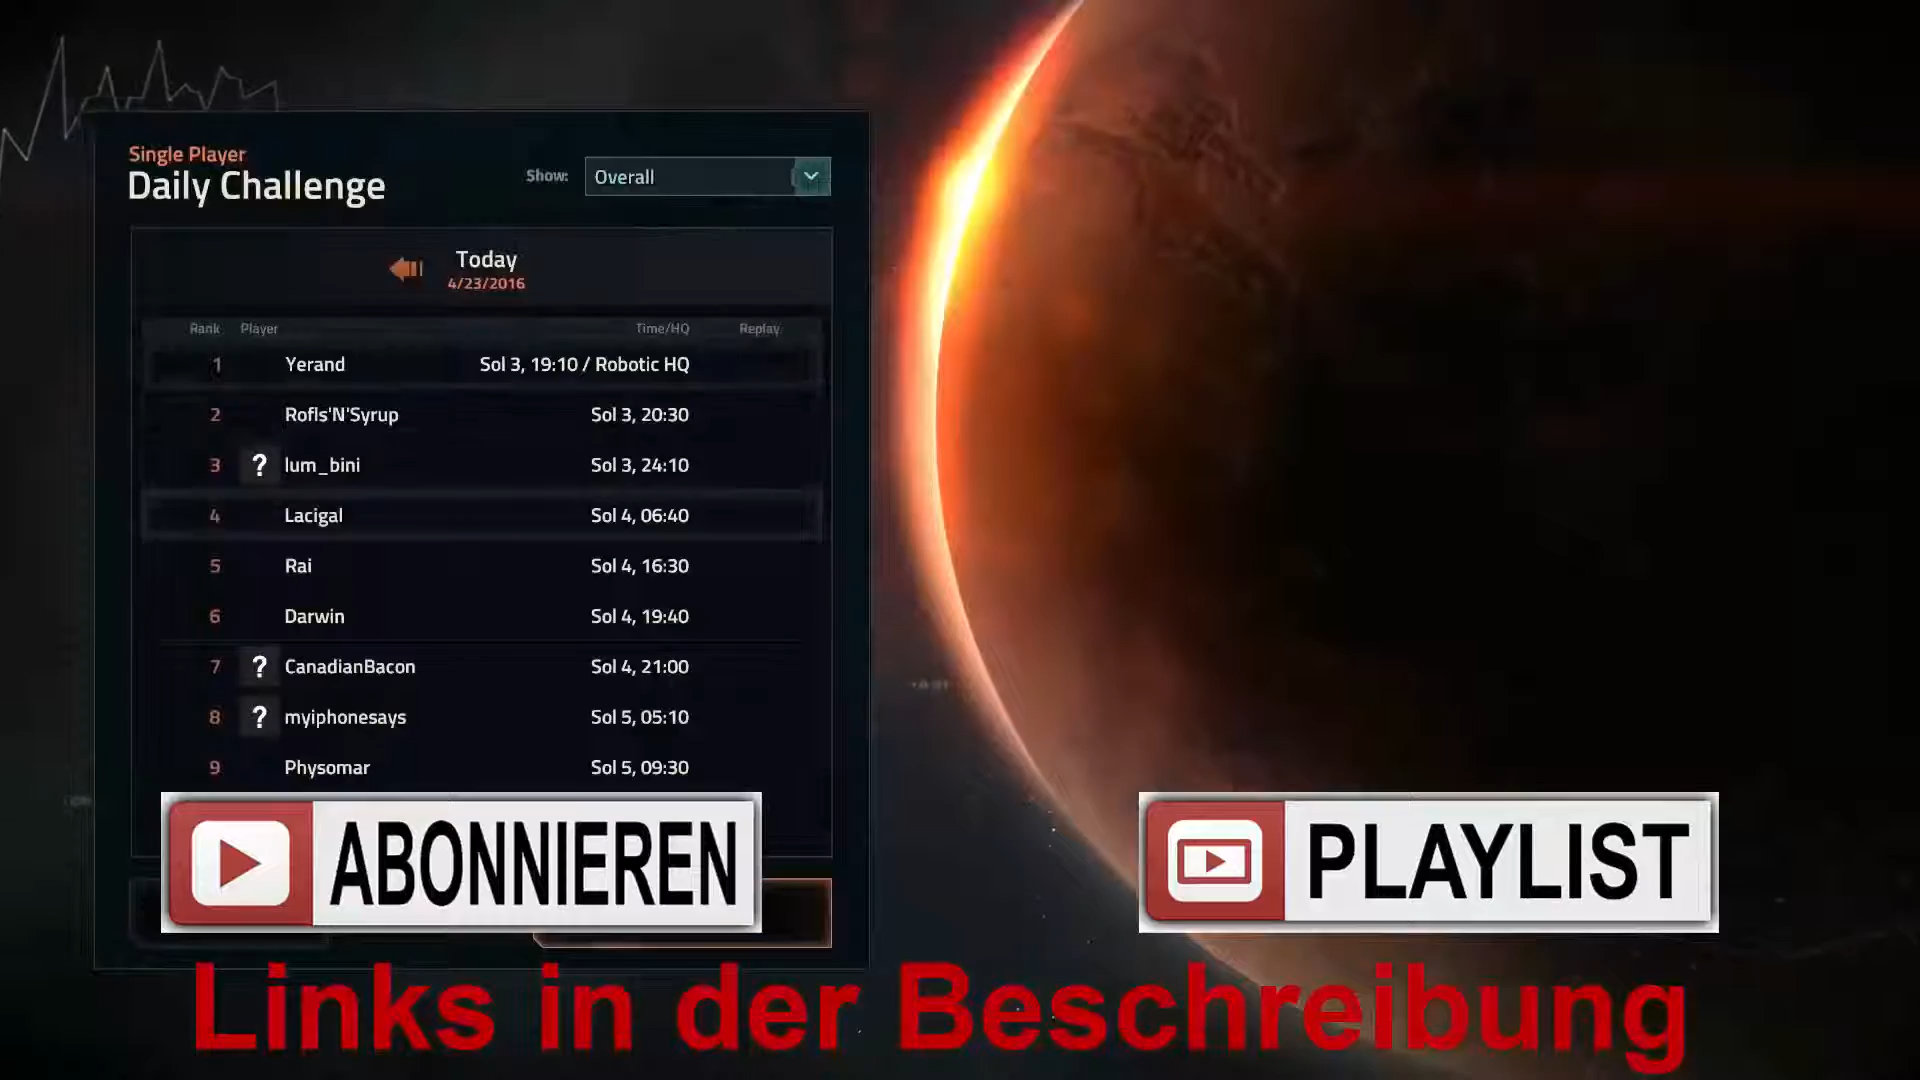 Single Player
Daily Challenge
Show: Overall
Today
4/23/2016
Rank Player Time/HQ Replay
1 Yerand Sol 3, 19:10 / Robotic HQ
2 Rofls'N'Syrup Sol 3, 20:30
3 ? lum_bini Sol 3, 24:10
4 Lacigal Sol 4, 06:40
5 Rai Sol 4, 16:30
6 Darwin Sol 4, 19:40
7 ? CanadianBacon Sol 4, 21:00
8 ? myiphonesays Sol 5, 05:10
9 Physomar Sol 5, 09:30
ABONNIEREN
PLAYLIST
Links in der Beschreibung